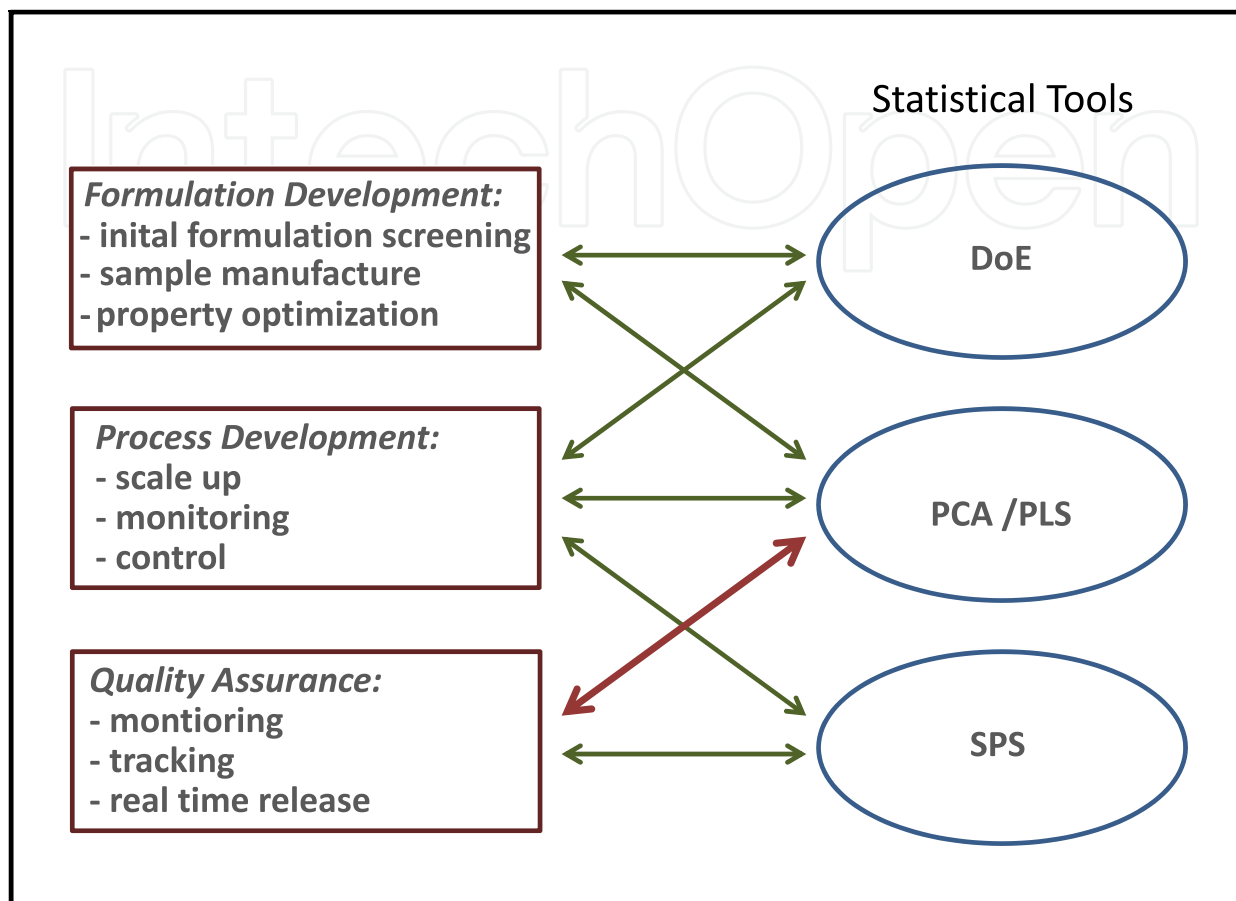 IntechOpen
Statistical Tools
Formulation Development:
- inital formulation screening
- sample manufacture
- property optimization
DoE
Process Development:
- scale up
- monitoring
- control
PCA /PLS
Quality Assurance:
- montioring
- tracking
- real time release
SPS